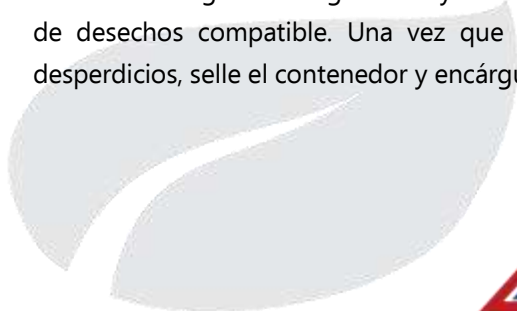 de desechos compatible. Una vez que
desperdicios, selle el contenedor y encárgu